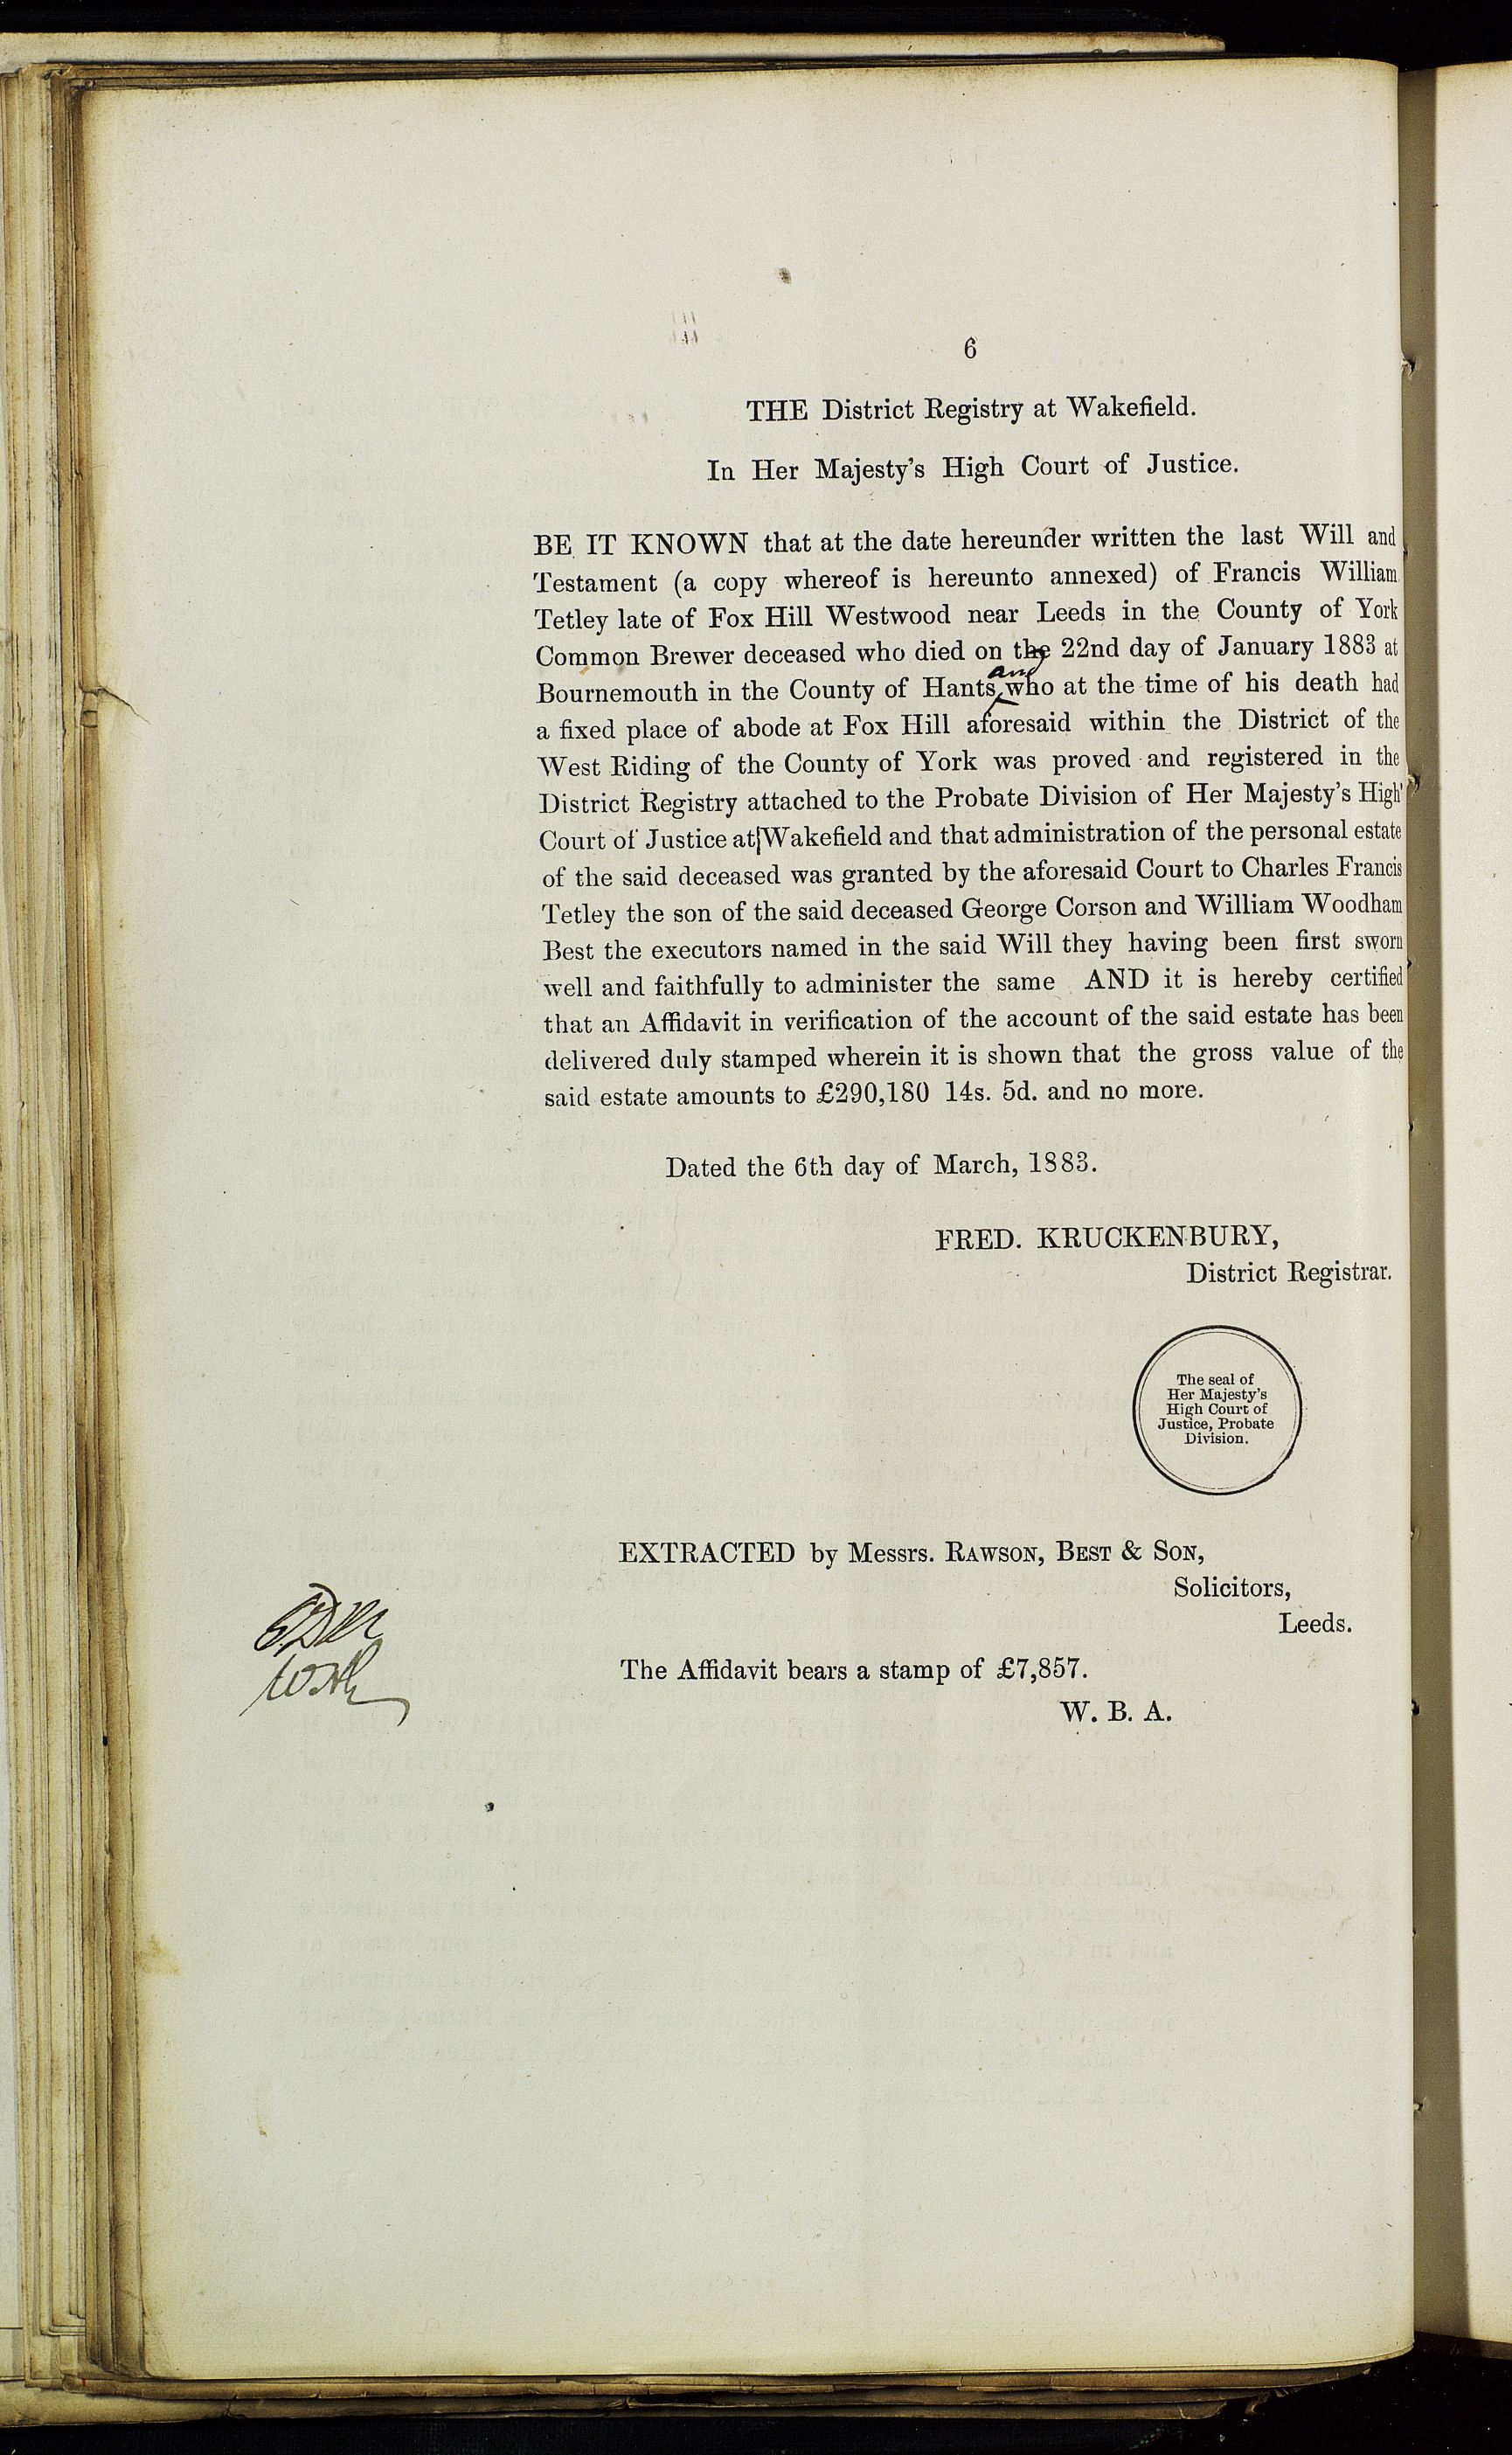 6
THE District Registry at Wakefield.
In Her Majesty's High Court of Justice.
BE IT KNOWN that at the date hereunder written the last Will and
Testament (a copy whereof is hereunto annexed) of Francis William
Tetley late of Fox Hill Westwood near Leeds in the County of York
Common Brewer deceased who died on the 22nd day of January 1883 at
and
Bournemouth in the County of Hants who at the time of his death had
a fixed place of abode at Fox Hill aforesaid within the District of the
West Riding of the County of York was proved and registered in the
District Registry attached to the Probate Division of Her Majesty's High
Court of Justice at Wakefield and that administration of the personal estate
of the said deceased was granted by the aforesaid Court to Charles Francis
Tetley the son of the said deceased George Corson and William Woodham
Best the executors named in the said Will they having been first sworn
well and faithfully to administer the same AND it is hereby certified
that an Affidavit in verification of the account of the said estate has been
delivered duly stamped wherein it is shown that the gross value of the
said estate amounts to £290,180 14s. 5d. and no more.
Dated the 6th day of March, 1883.
FRED. KRUCKENBURY,
District Registrar.
The seal of
Her Majesty's
High Court of
Justice, Probate
Division.
EXTRACTED by Messrs. RAWSON, BEST & SON,
Solicitors,
Leeds.
The Affidavit bears a stamp of £7,857.
W. B. A.